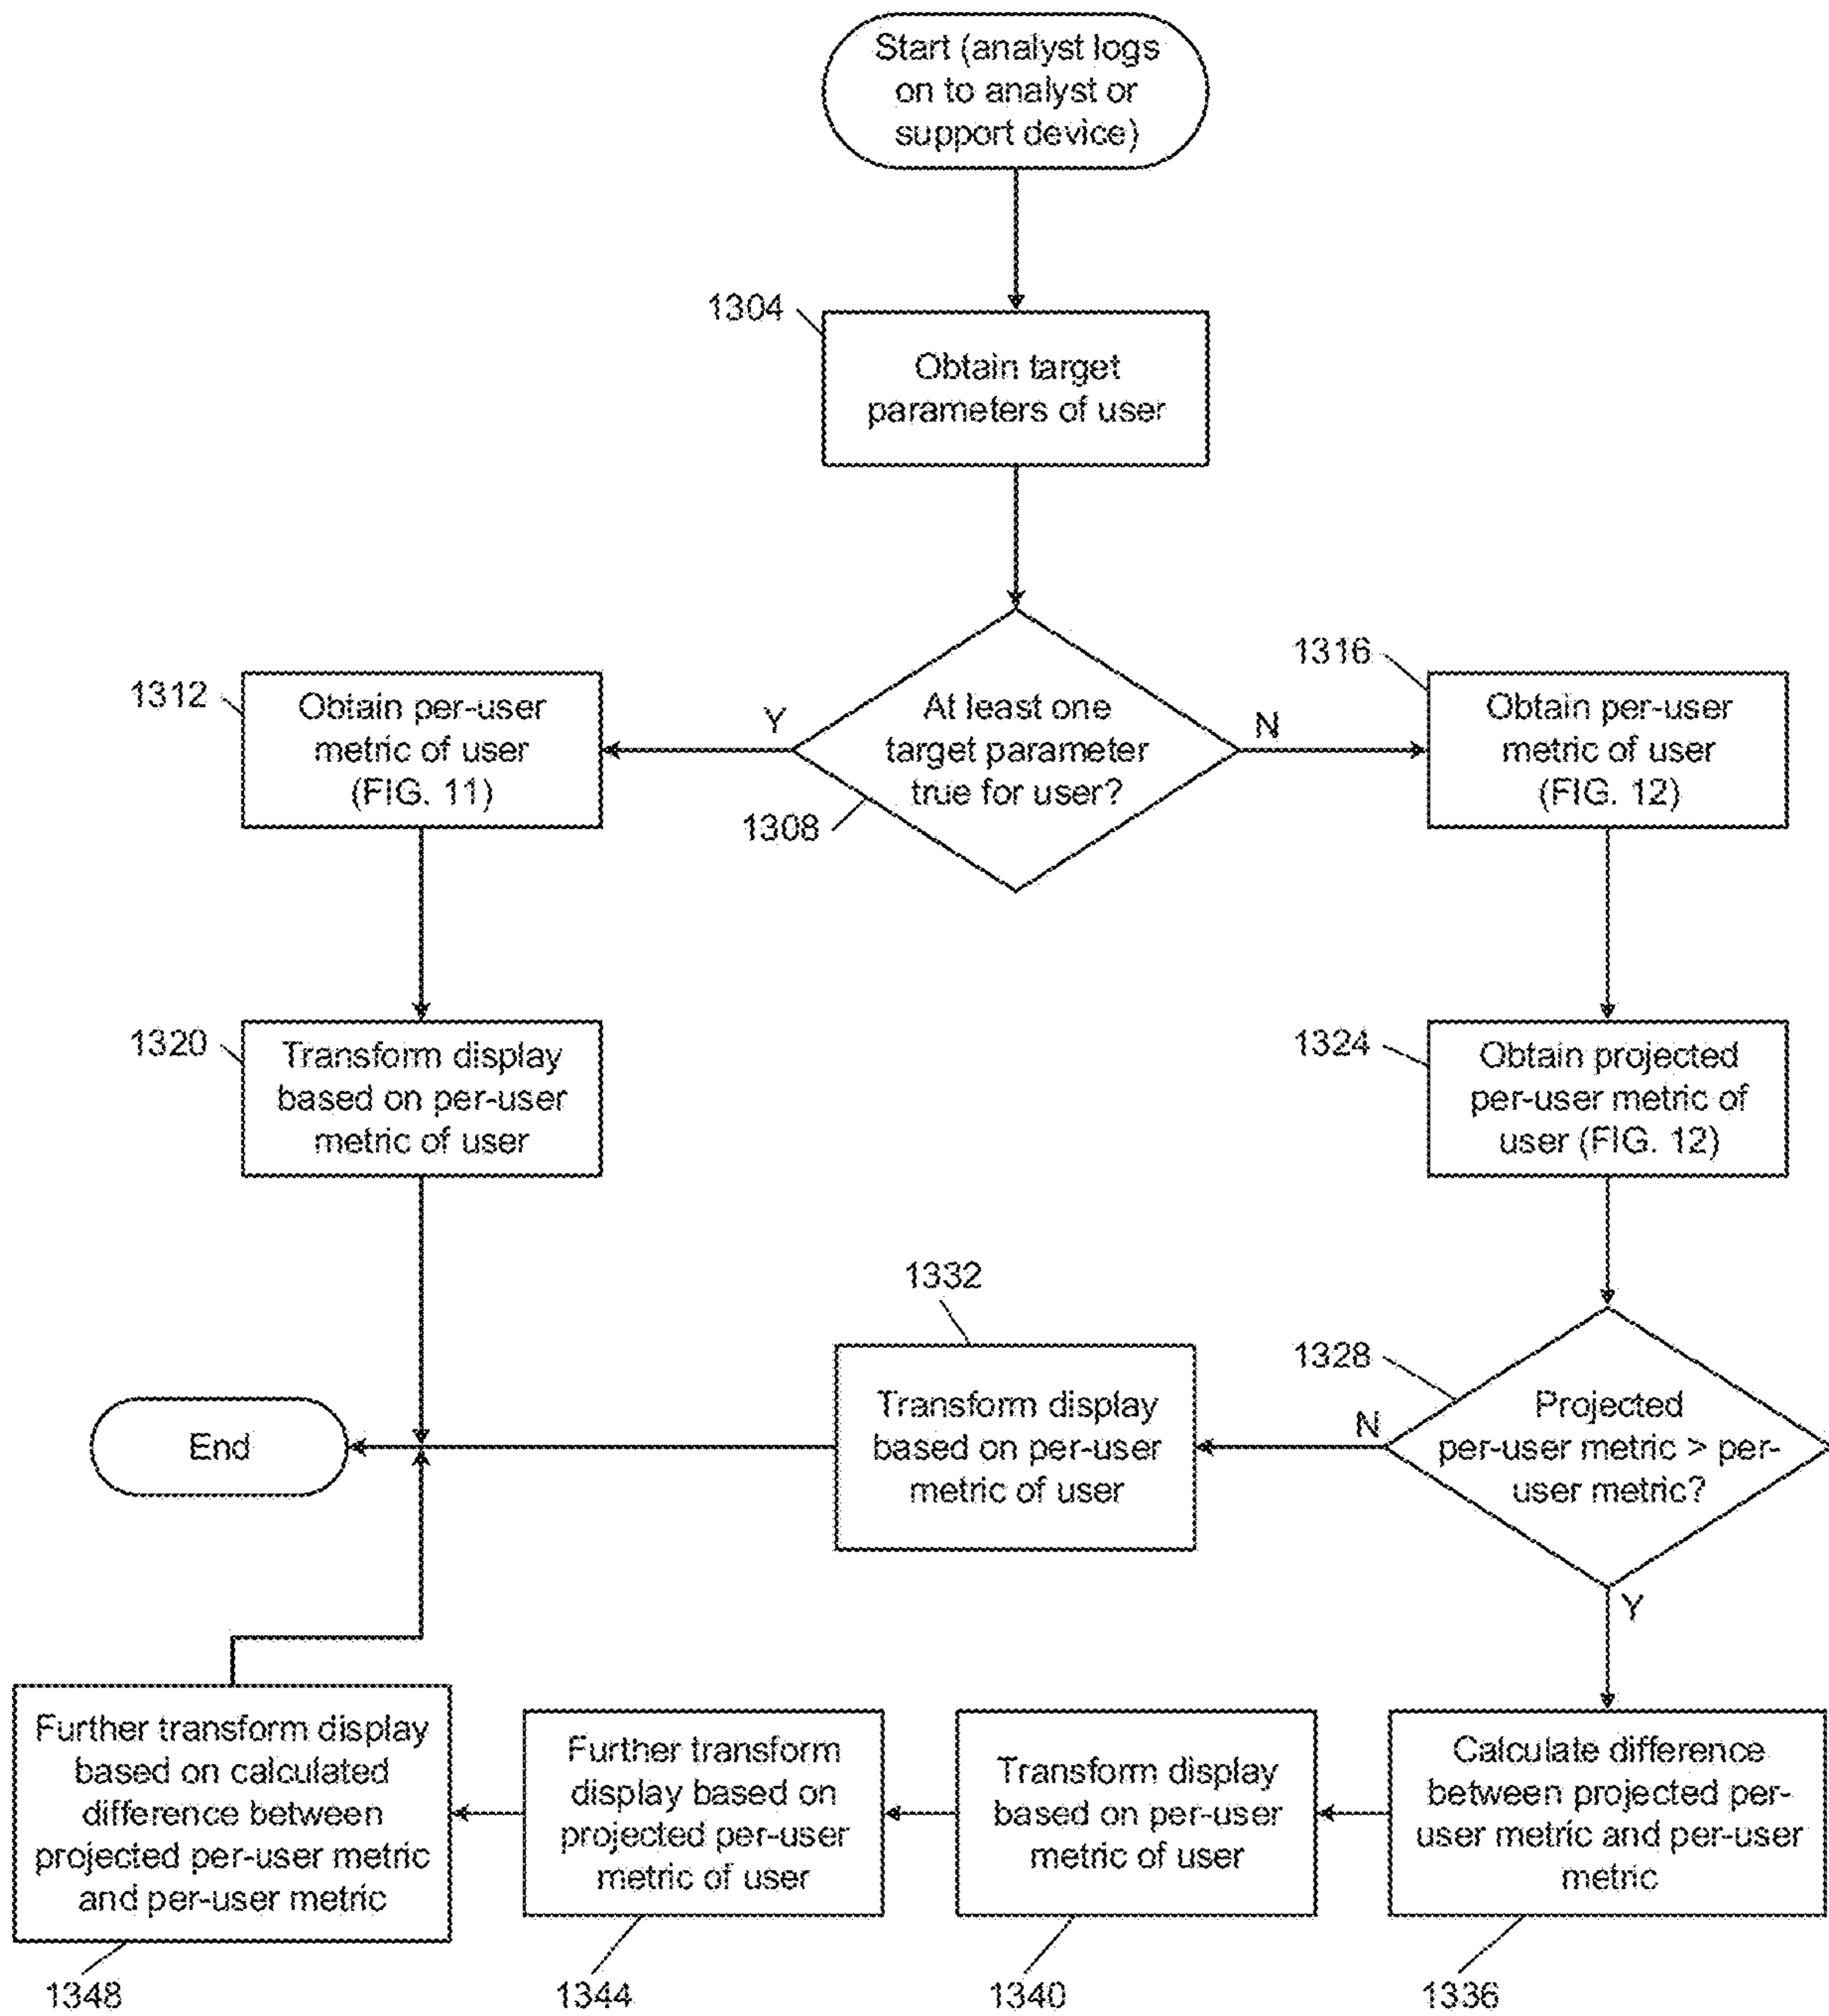 Start (analyst logs
on to analyst or
support device)
1304
Obtain target
parameters of user
1312
Obtain per-user
metric of user
(FIG. 11)
Y
At least one
target parameter
true for user?
1308
N
1316
Obtain per-user
metric of user
(FIG. 12)
1320
Transform display
based on per-user
metric of user
1324
Obtain projected
per-user metric of
user (FIG. 12)
End
1332
Transform display
based on per-user
metric of user
N
1328
Projected
per-user metric > per-
user metric?
Y
Further transform display
based on calculated
difference between
projected per-user metric
and per-user metric
1348
Further transform
display based on
projected per-user
metric of user
1344
Transform display
based on per-user
metric of user
1340
Calculate difference
between projected per-
user metric and per-user
metric
1336